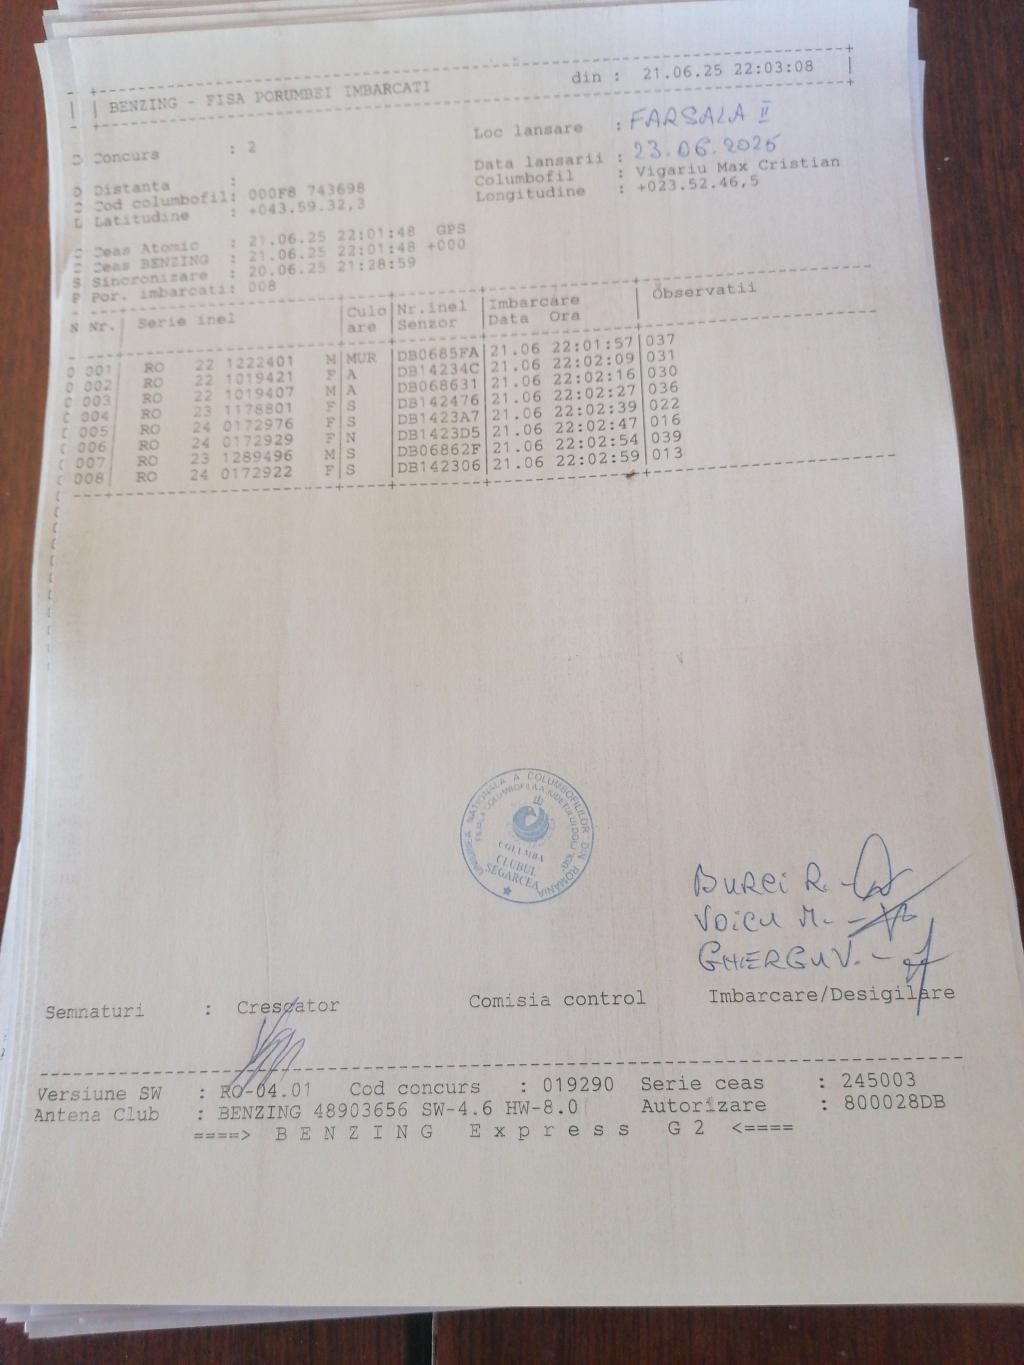 BENZING - FISA PORUMBEI IMBARCATI din : 21.06.25 22:03:08
Concurs : 2 Loc lansare : FARSALA II
Data lansarii : 23.06.2025
Distanta : Columbofil : Vigariu Max Cristian
Cod columbofil: 000F8 743698 Longitudine : +023.52.46,5
Latitudine : +043.59.32,3
Ceas Atomic : 21.06.25 22:01:48 GPS
Ceas BENZING : 21.06.25 22:01:48 +000
Sincronizare : 20.06.25 21:28:59
Por. imbarcati: 008
Nr. Serie inel Culo Nr.inel Imbarcare Observatii
are Senzor Data Ora
001 RO 22 1222401 M MUR DB0685FA 21.06 22:01:57 037
002 RO 22 1019421 F A DB14234C 21.06 22:02:09 031
003 RO 22 1019407 M A DB068631 21.06 22:02:16 030
004 RO 23 1178801 F S DB142476 21.06 22:02:27 036
005 RO 24 0172976 F S DB1423A7 21.06 22:02:39 022
006 RO 24 0172929 F N DB1423D5 21.06 22:02:47 016
007 RO 23 1289496 M S DB06862F 21.06 22:02:54 039
008 RO 24 0172922 F S DB142306 21.06 22:02:59 013
UNIUNEA NATIONALA A COLUMBOFILILOR DIN ROMANIA
COLUMBA
CLUBUL
SEGARCEA
BURCI R.
VOICU M.
GHERGU V.
Semnaturi : Crescator Comisia control Imbarcare/Desigilare
Versiune SW : RO-04.01 Cod concurs : 019290 Serie ceas : 245003
Antena Club : BENZING 48903656 SW-4.6 HW-8.0 Autorizare : 800028DB
====> B E N Z I N G E x p r e s s G 2 <====